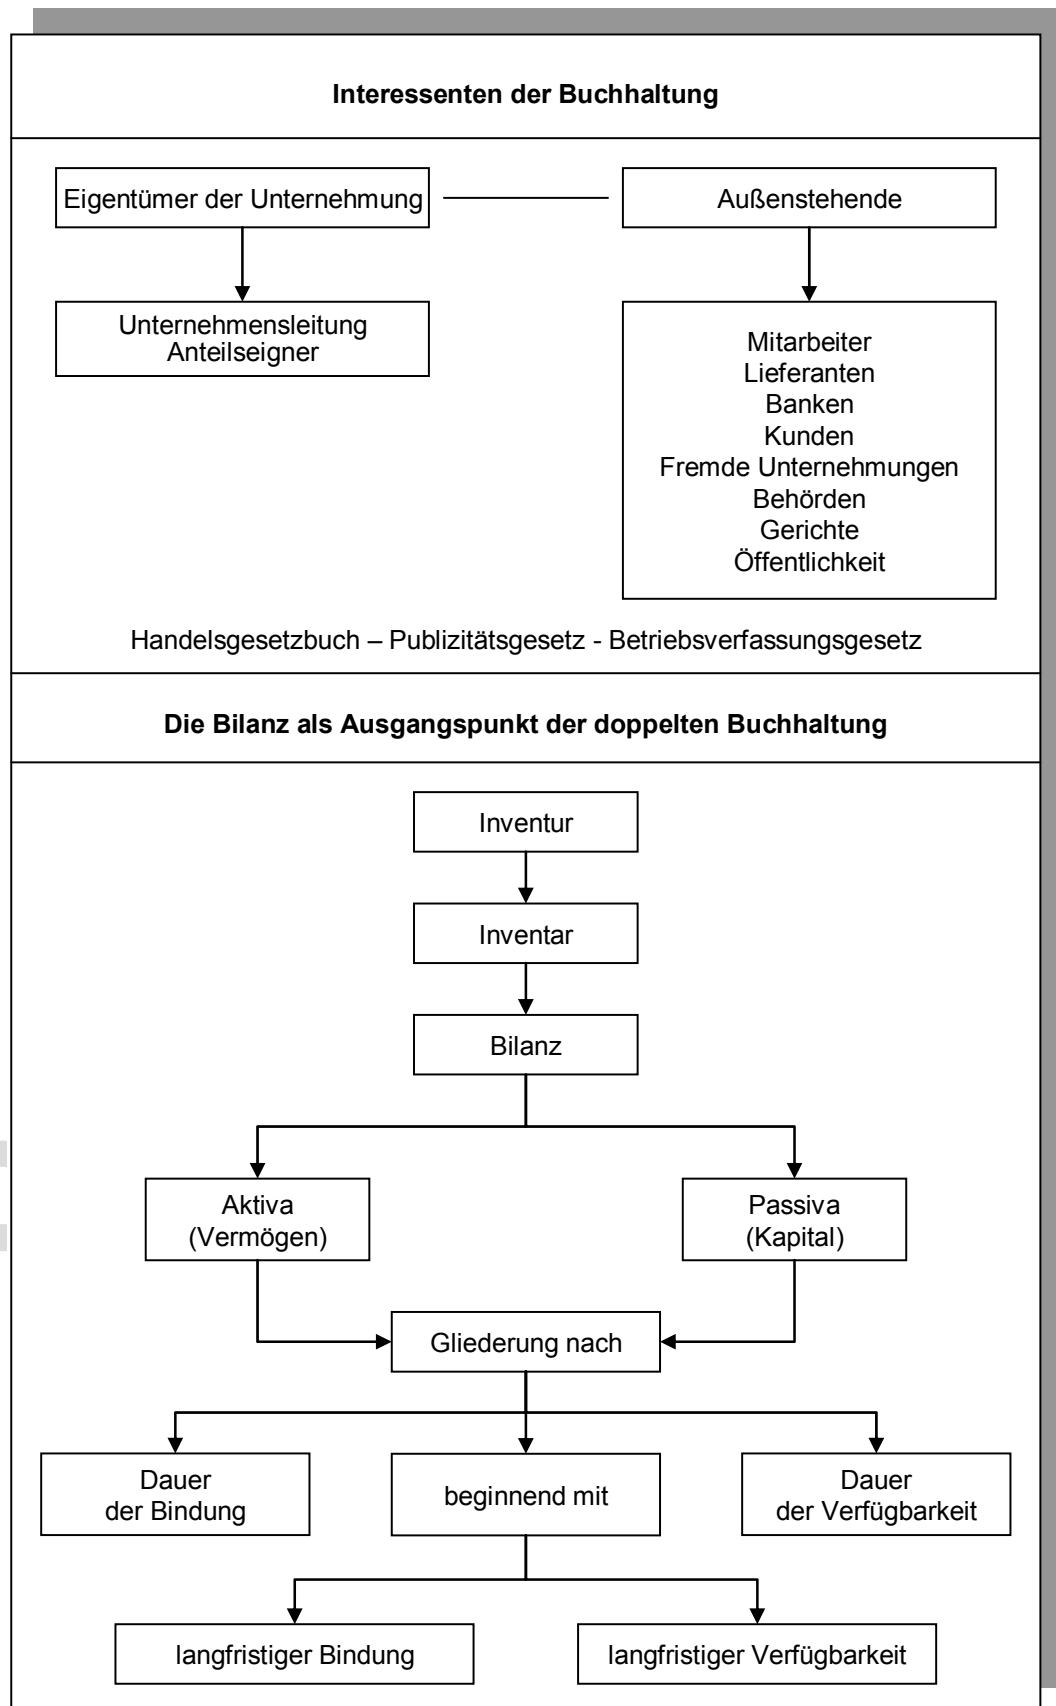 Interessenten der Buchhaltung
Eigentümer der Unternehmung
Außenstehende
Unternehmensleitung
Anteilseigner
Mitarbeiter
Lieferanten
Banken
Kunden
Fremde Unternehmungen
Behörden
Gerichte
Öffentlichkeit
Handelsgesetzbuch – Publizitätsgesetz - Betriebsverfassungsgesetz
Die Bilanz als Ausgangspunkt der doppelten Buchhaltung
Inventur
Inventar
Bilanz
Aktiva
(Vermögen)
Passiva
(Kapital)
Gliederung nach
Dauer
der Bindung
beginnend mit
Dauer
der Verfügbarkeit
langfristiger Bindung
langfristiger Verfügbarkeit